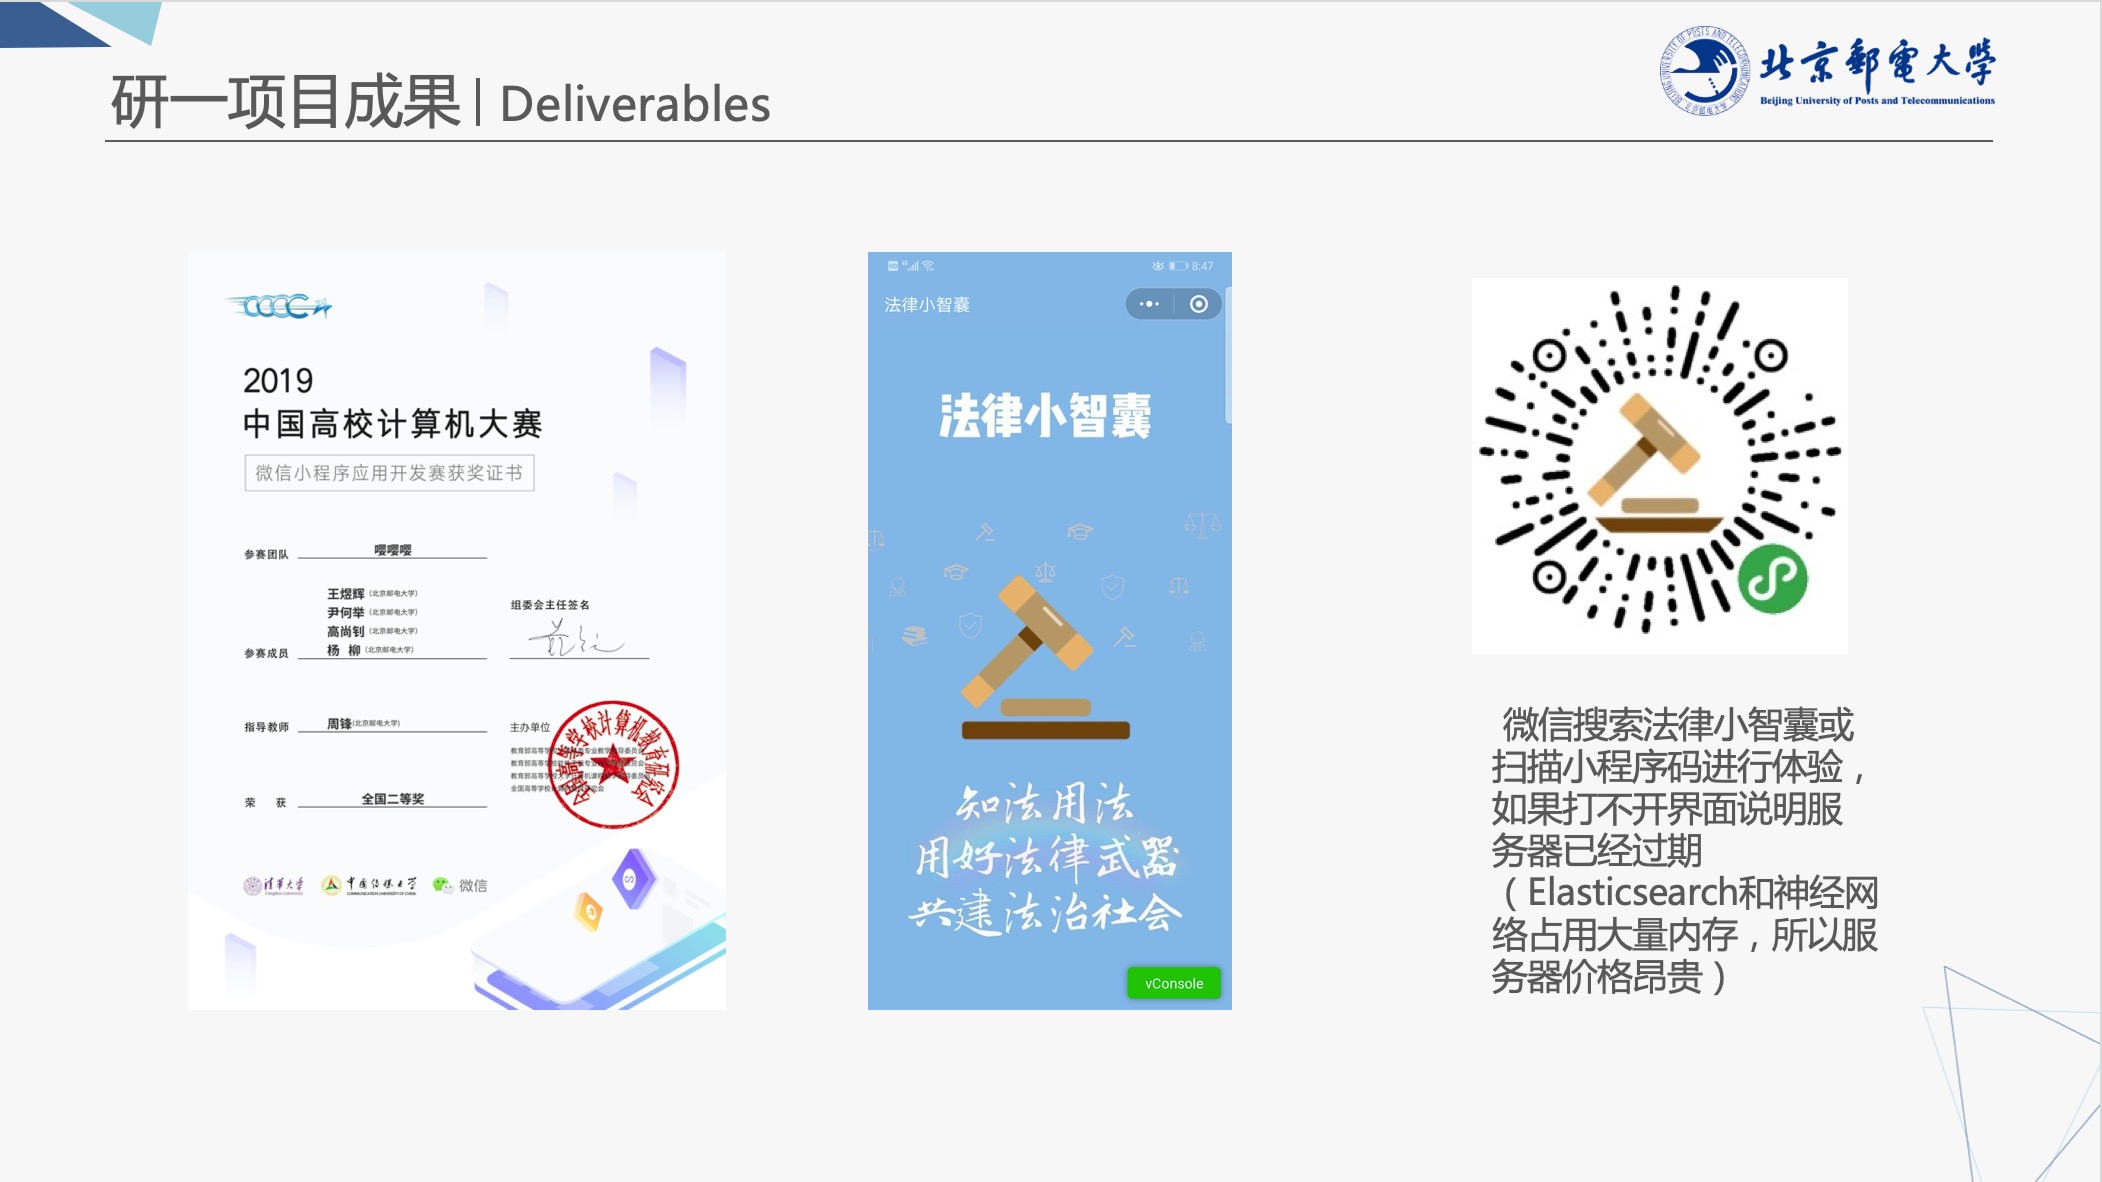 研一项目成果| Deliverables
北京邮电大学
Beijing University of Posts and Telecommunications
2019
中国高校计算机大赛
微信小程序应用开发赛获奖证书
参赛团队 嘤嘤嘤
王煜辉 (北京邮电大学)
尹何举 (北京邮电大学)
高尚钊 (北京邮电大学)
参赛成员 杨 柳 (北京邮电大学)
组委会主任签名
指导教师 周锋(北京邮电大学)
主办单位
荣 获 全国二等奖
清华大学 中国传媒大学 微信
COMMUNICATION UNIVERSITY OF CHINA
8:47
法律小智囊
法律小智囊
知法用法
用好法律武器
共建法治社会
vConsole
微信搜索法律小智囊或
扫描小程序码进行体验，
如果打不开界面说明服
务器已经过期
（Elasticsearch和神经网
络占用大量内存，所以服
务器价格昂贵）